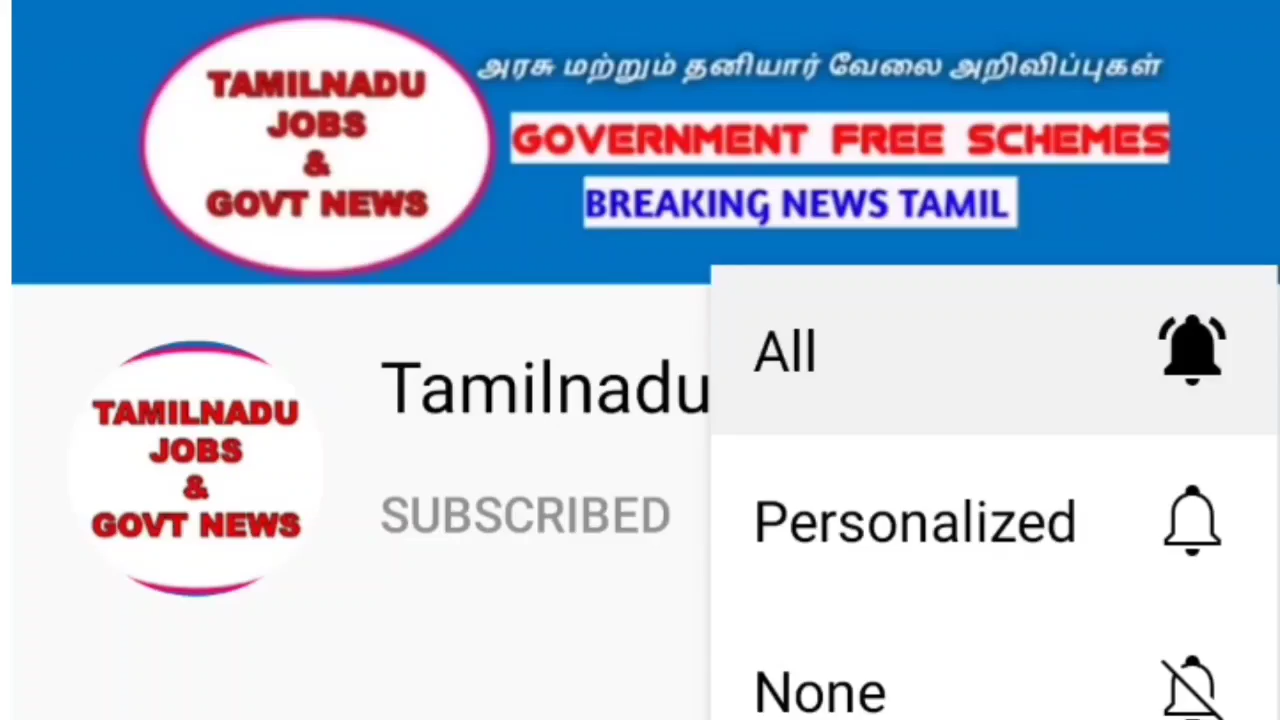 TAMILNADU
JOBS
&
GOVT NEWS
அரசு மற்றும் தனியார் வேலை அறிவிப்புகள்
GOVERNMENT FREE SCHEMES
BREAKING NEWS TAMIL
TAMILNADU
JOBS
&
GOVT NEWS
Tamilnadu
SUBSCRIBED
All
Personalized
None